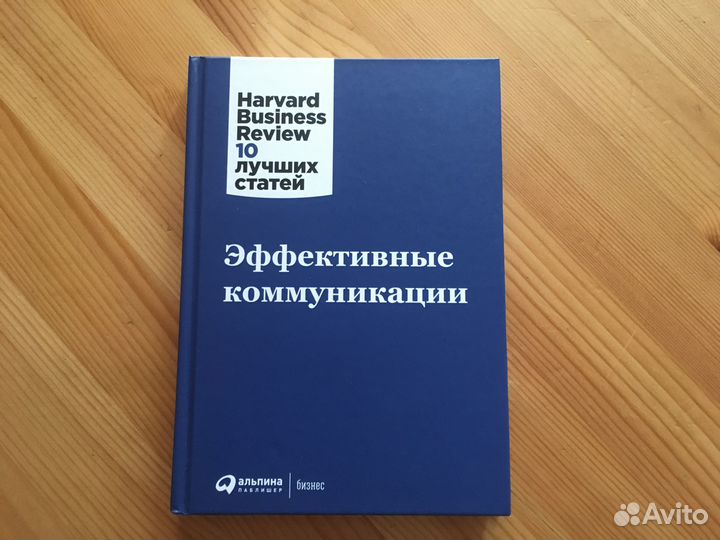 Harvard
Business
Review
10
лучших
статей
Эффективные
коммуникации
альпина
ПАБЛИШЕР
бизнес
Avito